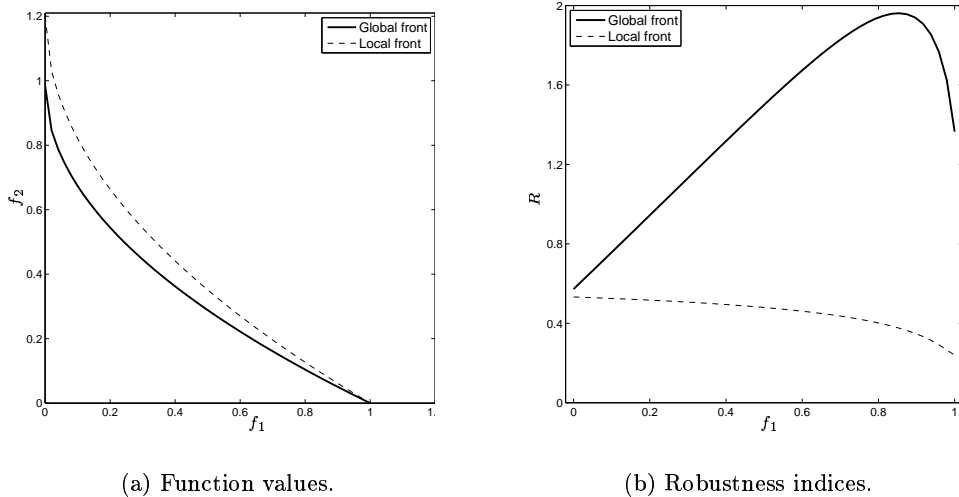 1.2
1
0.8
0.6
0.4
0.2
0
f2
0
0.2
0.4
0.6
0.8
1
1.
f1
Global front
Local front
(a) Function values.
2
1.6
1.2
0.8
0.4
0
R
0
0.2
0.4
0.6
0.8
1
f1
Global front
Local front
(b) Robustness indices.